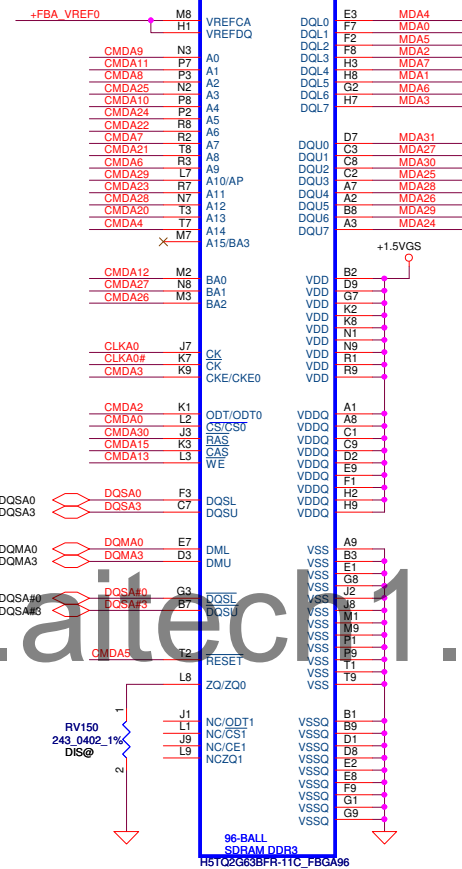 +FBA_VREF0 M8 VREFCA DQL0 E3 MDA4
H1 VREFDQ DQL1 F7 MDA0
DQL2 F2 MDA5
CMDA9 N3 A0 DQL3 F8 MDA2
CMDA11 P7 A1 DQL4 H3 MDA7
CMDA8 P3 A2 DQL5 H8 MDA1
CMDA25 N2 A3 DQL6 G2 MDA6
CMDA10 P8 A4 DQL7 H7 MDA3
CMDA24 P2 A5
CMDA22 R8 A6
CMDA7 R2 A7 DQU0 D7 MDA31
CMDA21 T8 A8 DQU1 C3 MDA27
CMDA6 R3 A9 DQU2 C8 MDA30
CMDA29 L7 A10/AP DQU3 C2 MDA25
CMDA23 R7 A11 DQU4 A7 MDA28
CMDA28 N7 A12 DQU5 A2 MDA26
CMDA20 T3 A13 DQU6 B8 MDA29
CMDA4 T7 A14 DQU7 A3 MDA24
M7 A15/BA3
+1.5VGS
CMDA12 M2 BA0 VDD B2
CMDA27 N8 BA1 VDD D9
CMDA26 M3 BA2 VDD G7
VDD K2
VDD K8
VDD N1
CLKA0 J7 CK VDD N9
CLKA0# K7 CK VDD R1
CMDA3 K9 CKE/CKE0 VDD R9
CMDA2 K1 ODT/ODT0 VDDQ A1
CMDA0 L2 CS/CS0 VDDQ A8
CMDA30 J3 RAS VDDQ C1
CMDA15 K3 CAS VDDQ C9
CMDA13 L3 WE VDDQ D2
VDDQ E9
VDDQ F1
DQSA0 DQSA0 F3 DQSL VDDQ H2
DQSA3 DQSA3 C7 DQSU VDDQ H9
DQMA0 DQMA0 E7 DML VSS A9
DQMA3 DQMA3 D3 DMU VSS B3
VSS E1
VSS G8
DQSA#0 DQSA#0 G3 DQSL VSS J2
DQSA#3 DQSA#3 B7 DQSU VSS J8
VSS M1
VSS M9
VSS P1
CMDA5 T2 RESET VSS P9
VSS T1
L8 ZQ/ZQ0 VSS T9
.aitech1.
J1 NC/ODT1 VSSQ B1
L1 NC/CS1 VSSQ B9
J9 NC/CE1 VSSQ D1
L9 NCZQ1 VSSQ D8
VSSQ E2
VSSQ E8
VSSQ F9
VSSQ G1
VSSQ G9
1
RV150
243_0402_1%
DIS@
2
96-BALL
SDRAM DDR3
H5TQ2G63BFR-11C_FBGA96